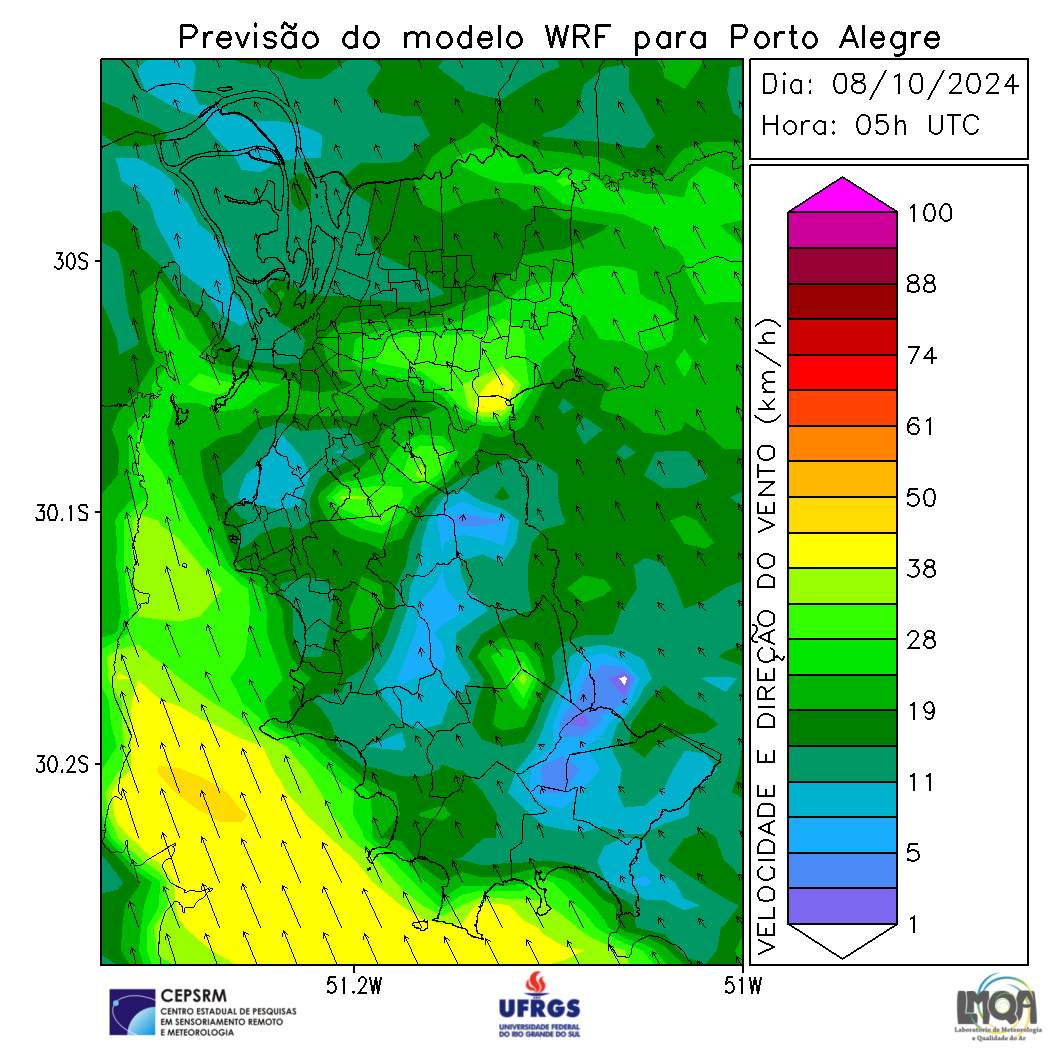 Previsão do modelo WRF para Porto Alegre
Dia: 08/10/2024
Hora: 05h UTC
30S
30.1S
30.2S
51.2W
51W
VELOCIDADE E DIREÇÃO DO VENTO (km/h)
100
88
74
61
50
38
28
19
11
5
1
CEPSRM
CENTRO ESTADUAL DE PESQUISAS
EM SENSORIAMENTO REMOTO
E METEOROLOGIA
UFRGS
UNIVERSIDADE FEDERAL
DO RIO GRANDE DO SUL
LMQA
Laboratório de Meteorologia
e Qualidade do Ar